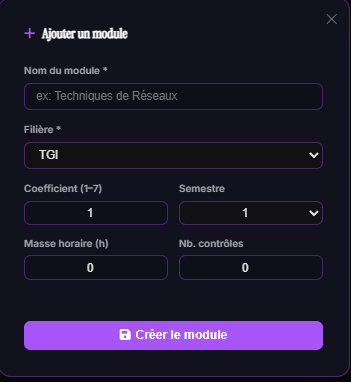 + Ajouter un module
Nom du module *
ex: Techniques de Réseaux
Filière *
TGI
Coefficient (1–7) Semestre
1 1
Masse horaire (h) Nb. contrôles
0 0
Créer le module